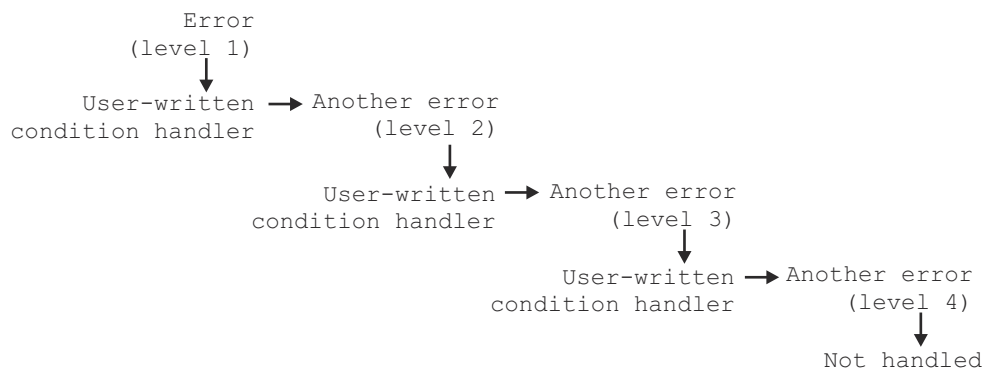 Error
(level 1)
User-written
condition handler
Another error
(level 2)
User-written
condition handler
Another error
(level 3)
User-written
condition handler
Another error
(level 4)
Not handled